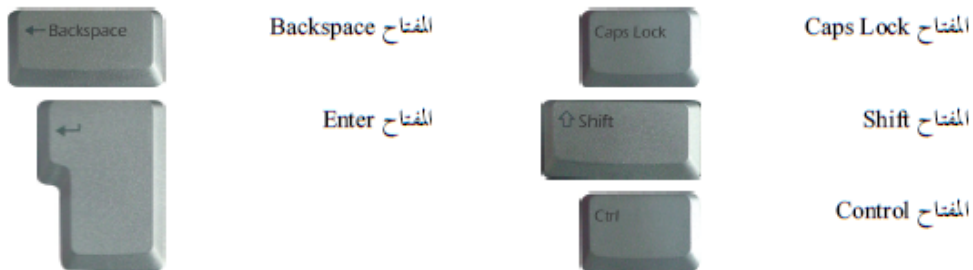 المفتاح Caps Lock
Caps Lock
المفتاح Backspace
← Backspace
المفتاح Shift
⇧ Shift
المفتاح Enter
↵
المفتاح Control
Ctrl